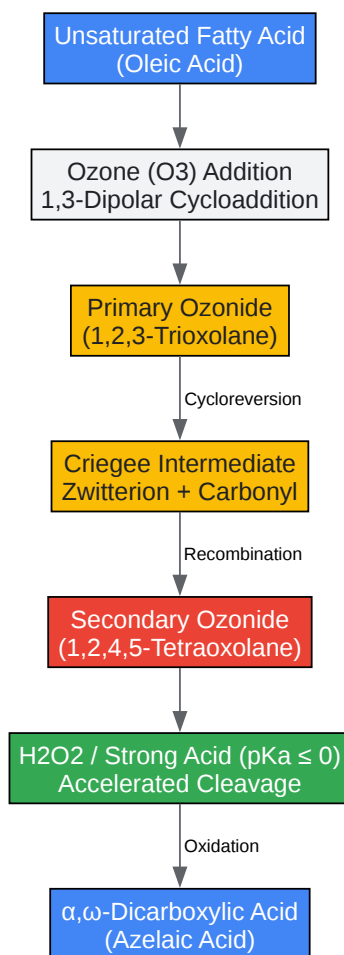 Unsaturated Fatty Acid
(Oleic Acid)
Ozone (O3) Addition
1,3-Dipolar Cycloaddition
Primary Ozonide
(1,2,3-Trioxolane)
Cycloreversion
Criegee Intermediate
Zwitterion + Carbonyl
Recombination
Secondary Ozonide
(1,2,4,5-Tetraoxolane)
H2O2 / Strong Acid (pKa ≤ 0)
Accelerated Cleavage
Oxidation
α,ω-Dicarboxylic Acid
(Azelaic Acid)